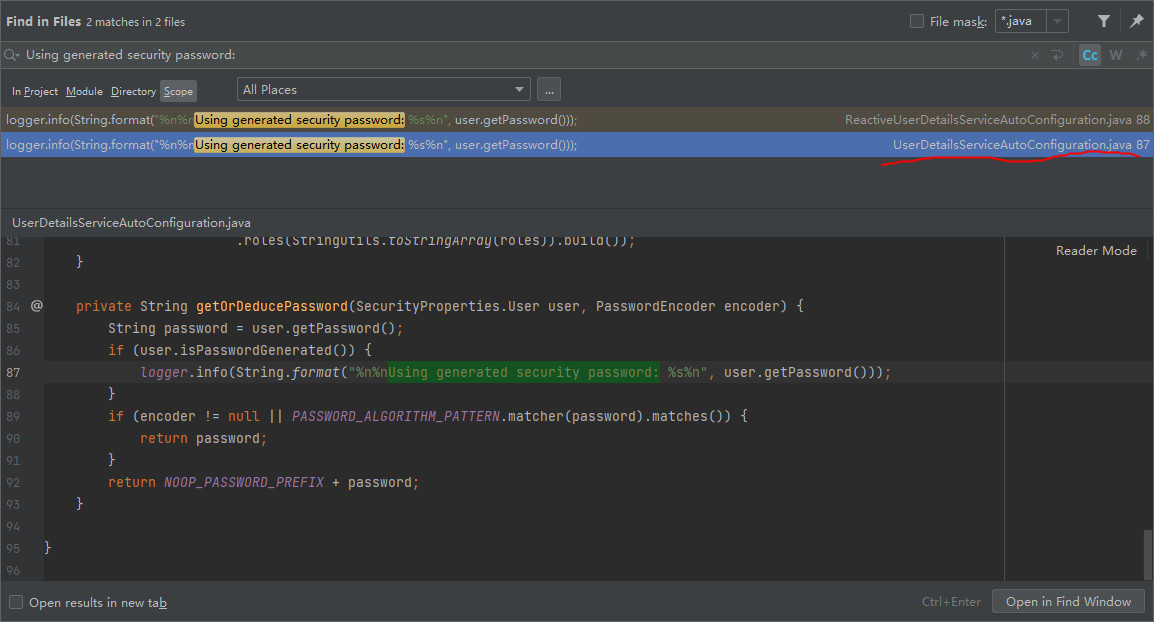 Find in Files 2 matches in 2 files File mask: *.java
Using generated security password: Cc W .*
In Project Module Directory Scope All Places ...
logger.info(String.format("%n%nUsing generated security password: %s%n", user.getPassword())); ReactiveUserDetailsServiceAutoConfiguration.java 88
logger.info(String.format("%n%nUsing generated security password: %s%n", user.getPassword())); UserDetailsServiceAutoConfiguration.java 87
UserDetailsServiceAutoConfiguration.java
81 .roles(StringUtils.toStringArray(roles)).build());
Reader Mode
82 }
83
84 @ private String getOrDeducePassword(SecurityProperties.User user, PasswordEncoder encoder) {
85 String password = user.getPassword();
86 if (user.isPasswordGenerated()) {
87 logger.info(String.format("%n%nUsing generated security password: %s%n", user.getPassword()));
88 }
89 if (encoder != null || PASSWORD_ALGORITHM_PATTERN.matcher(password).matches()) {
90 return password;
91 }
92 return NOOP_PASSWORD_PREFIX + password;
93 }
94
95 }
96
Open results in new tab Ctrl+Enter Open in Find Window